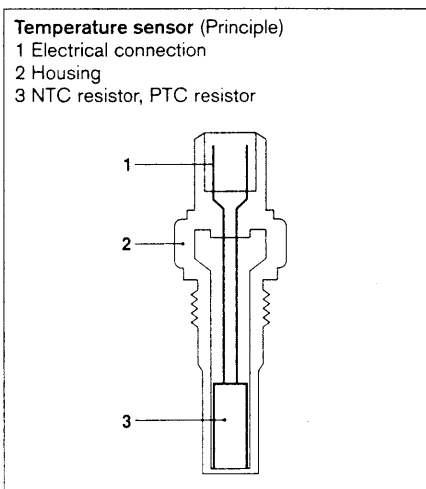 Temperature sensor (Principle)
1 Electrical connection
2 Housing
3 NTC resistor, PTC resistor
1
2
3